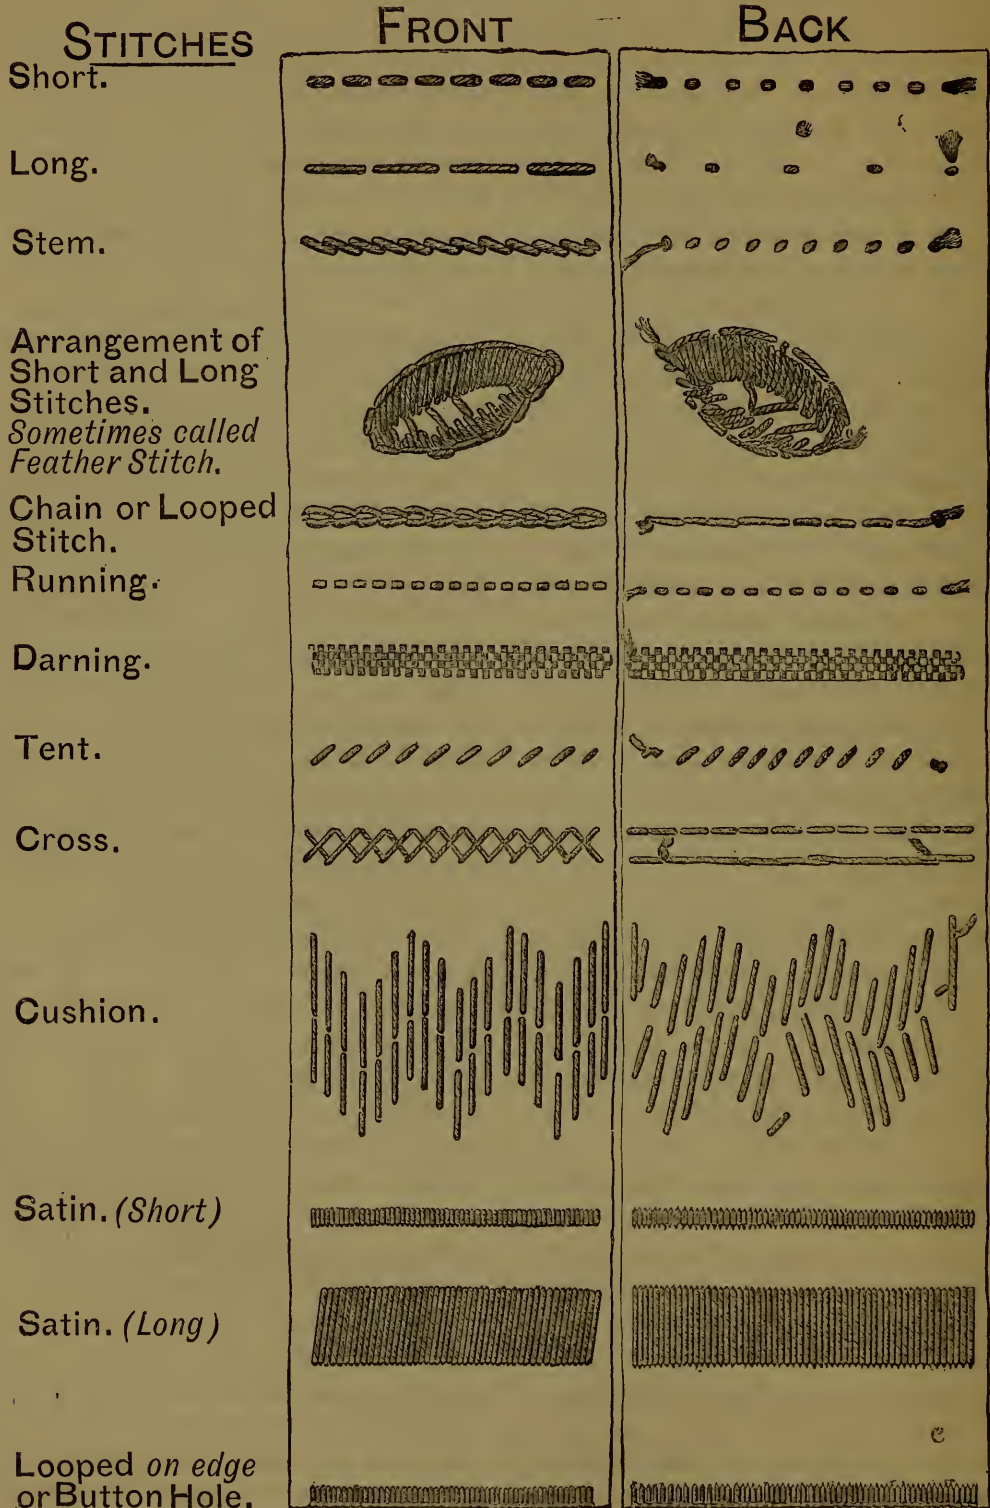 STITCHES FRONT BACK
Short.
Long.
Stem.
Arrangement of
Short and Long
Stitches.
Sometimes called
Feather Stitch.
Chain or Looped
Stitch.
Running.
Darning.
Tent.
Cross.
Cushion.
Satin. (Short)
Satin. (Long)
Looped on edge
or Button Hole.